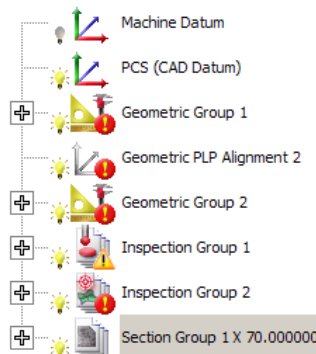 Machine Datum
PCS (CAD Datum)
Geometric Group 1
Geometric PLP Alignment 2
Geometric Group 2
Inspection Group 1
Inspection Group 2
Section Group 1 X 70.000000